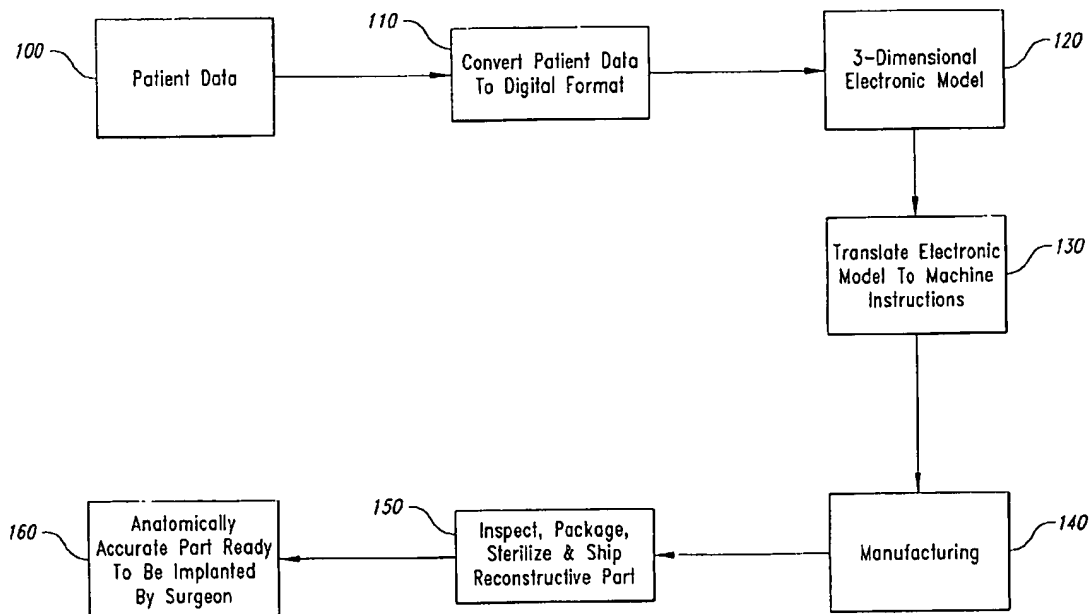 100
Patient Data
110
Convert Patient Data
To Digital Format
120
3-Dimensional
Electronic Model
130
Translate Electronic
Model To Machine
Instructions
140
Manufacturing
150
Inspect, Package,
Sterilize & Ship
Reconstructive Part
160
Anatomically
Accurate Part Ready
To Be Implanted
By Surgeon